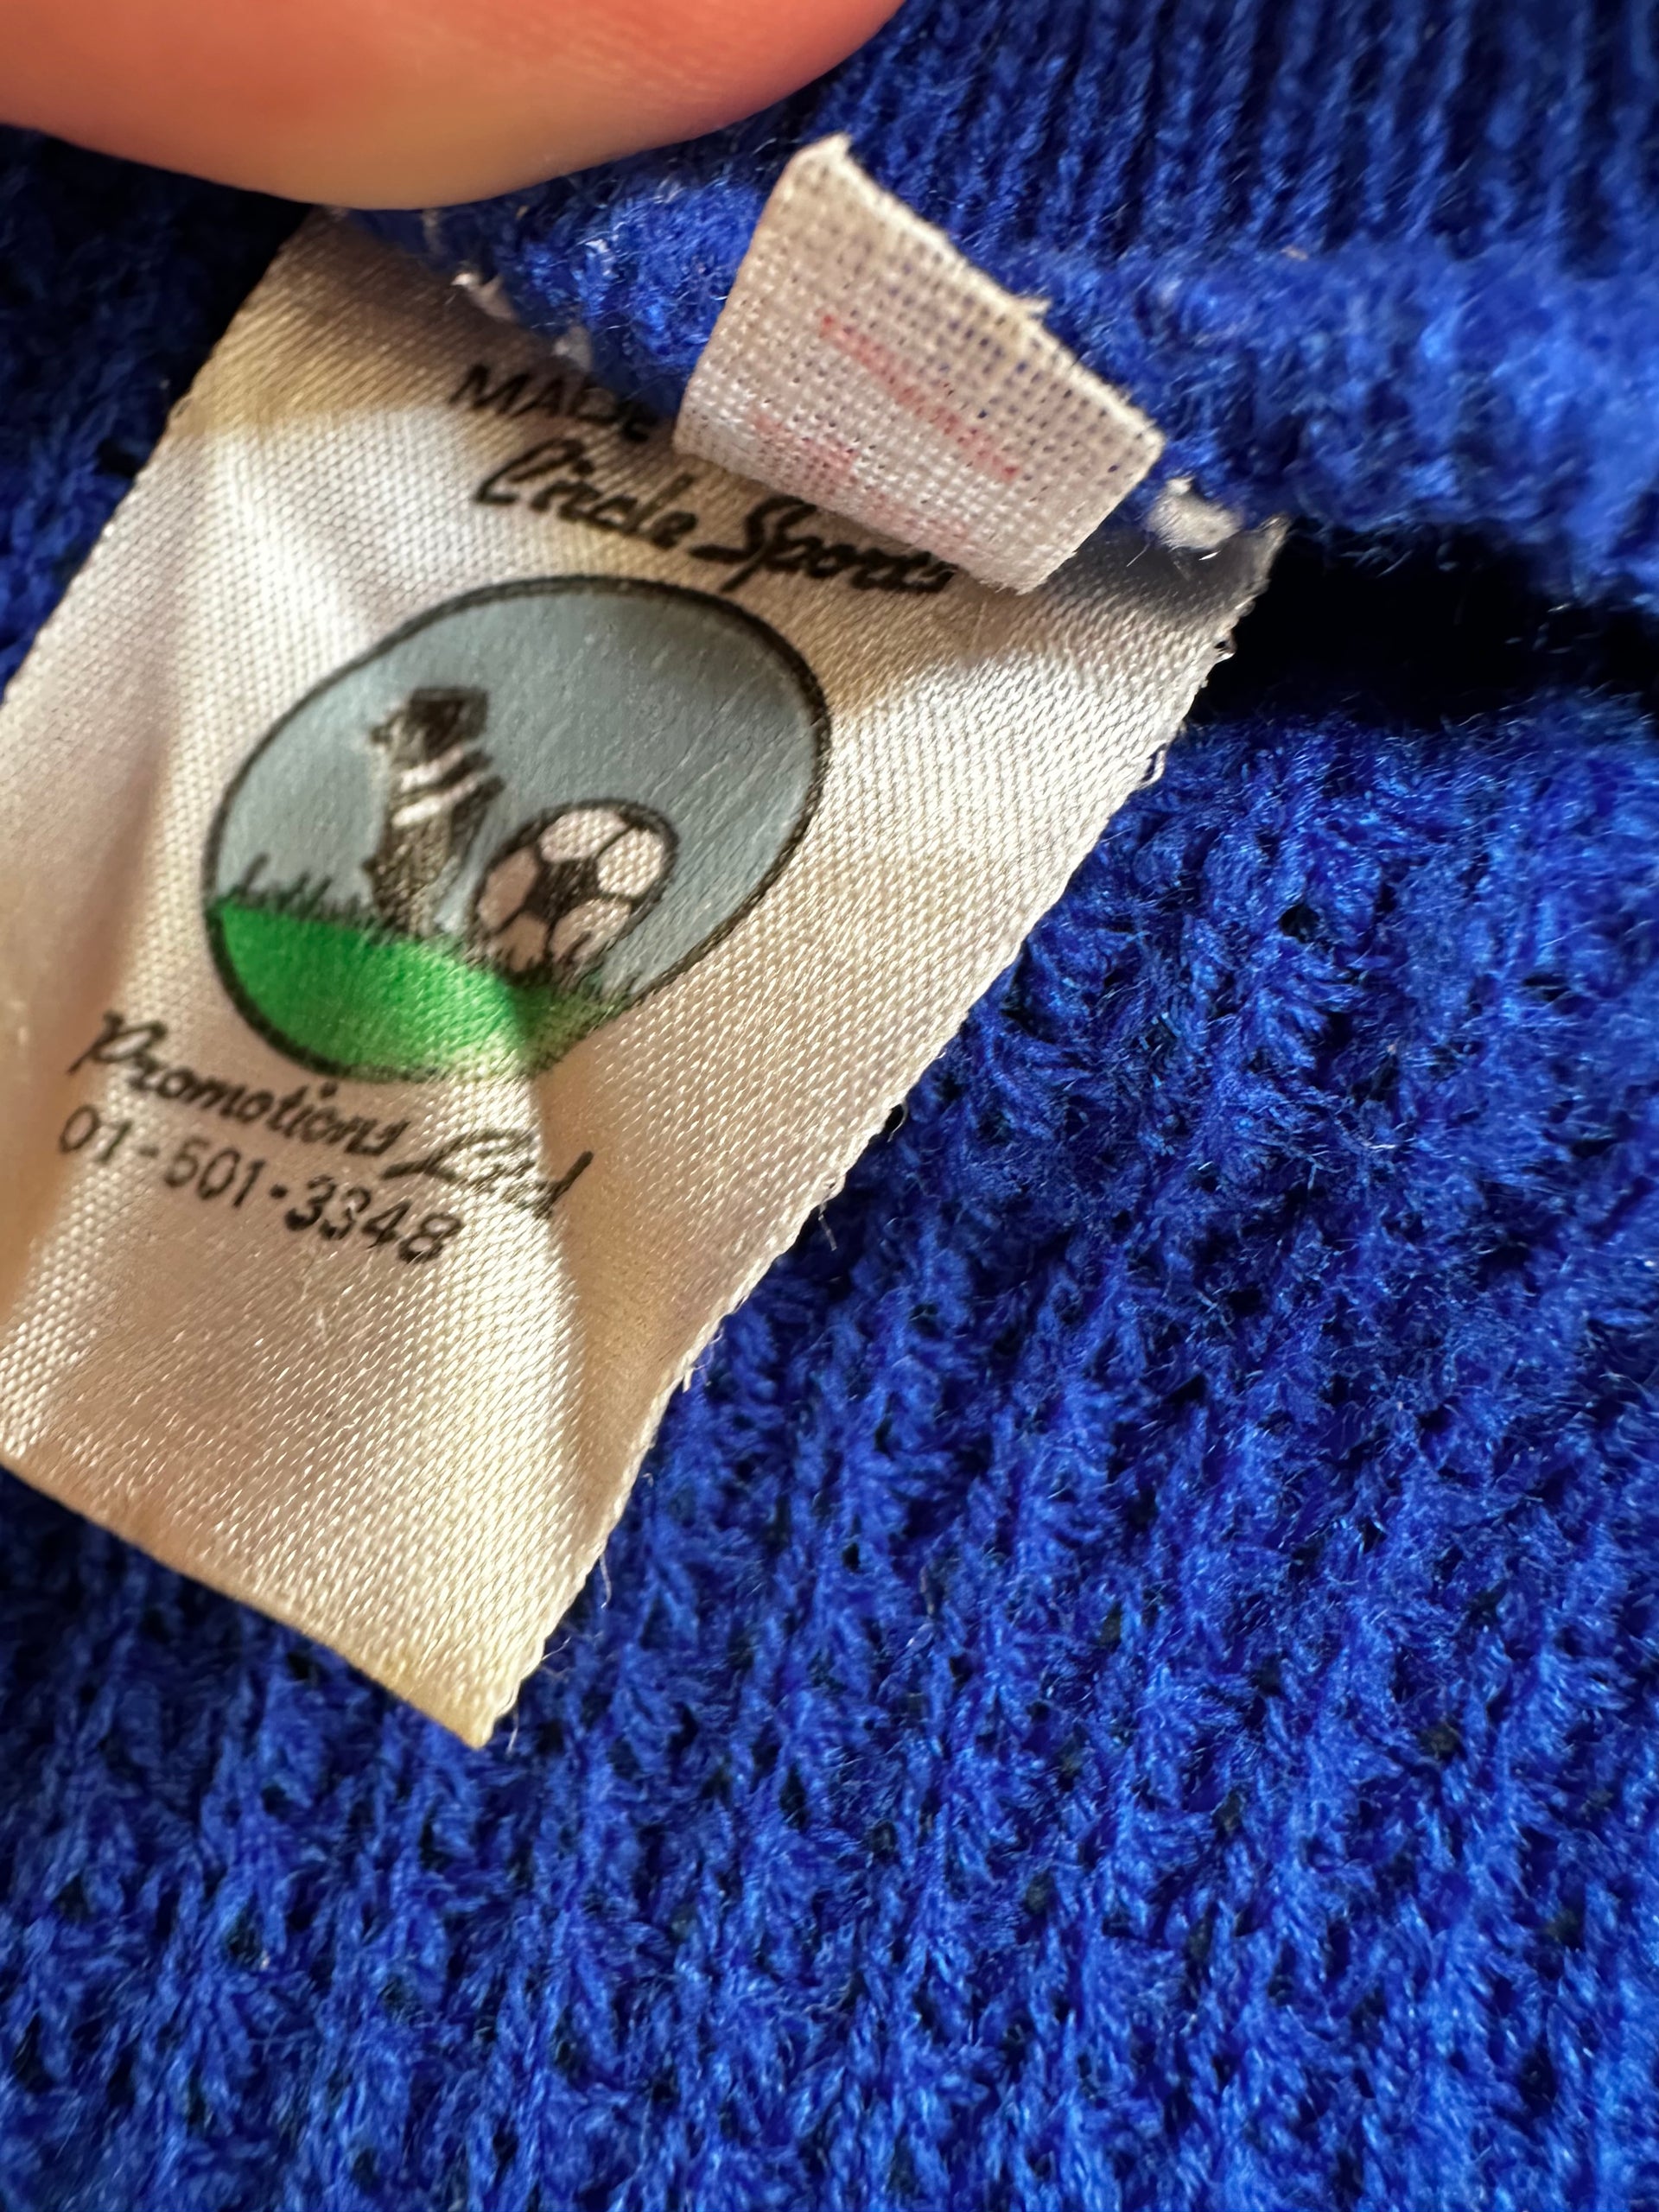 MADE
Circle Sports
Promotions Ltd
01-501-3348